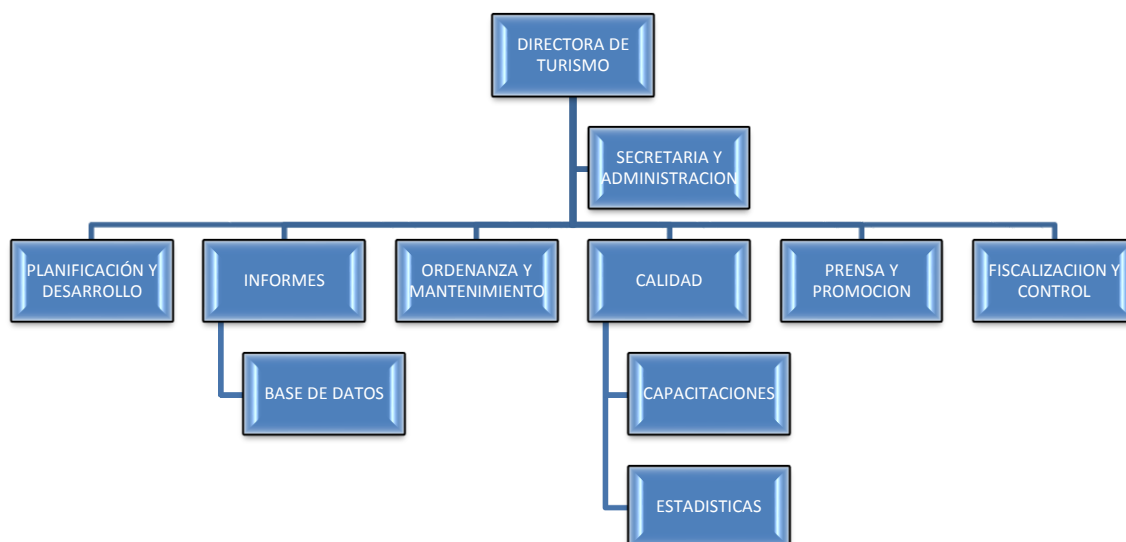 DIRECTORA DE
TURISMO
SECRETARIA Y
ADMINISTRACION
PLANIFICACIÓN Y
DESARROLLO
INFORMES
ORDENANZA Y
MANTENIMIENTO
CALIDAD
PRENSA Y
PROMOCION
FISCALIZACIION Y
CONTROL
BASE DE DATOS
CAPACITACIONES
ESTADISTICAS